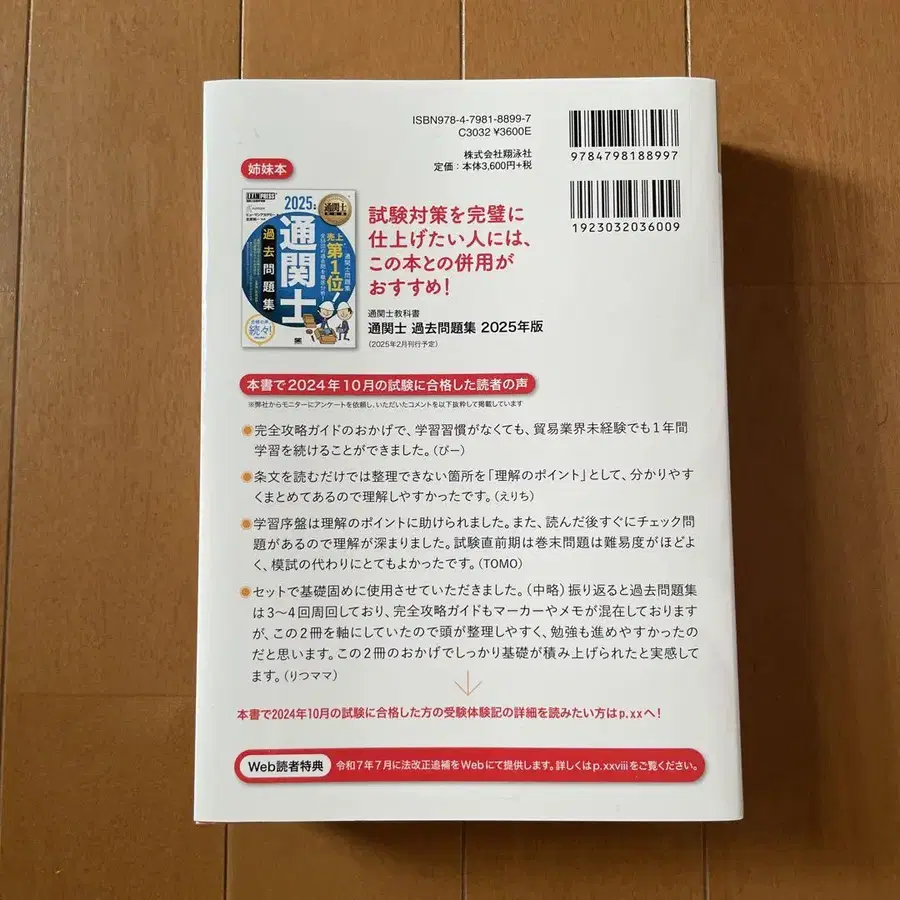 ISBN978-4-7981-8899-7
C3032 ¥3600E
株式会社翔泳社
定価：本体3,600円+税
9784798188997
1923032036009
姉妹本
EXAMPRESS
2025年版
通関士
過去問題集
売上
第1位!
通関士問題集
合格者の声
続々!
試験対策を完璧に
仕上げたい人には、
この本との併用が
おすすめ！
通関士教科書
通関士 過去問題集 2025年版
（2025年2月刊行予定）
本書で2024年10月の試験に合格した読者の声
※弊社からモニターにアンケートを依頼し、いただいたコメントを以下抜粋して掲載しています
完全攻略ガイドのおかげで、学習習慣がなくても、貿易業界未経験でも1年間
学習を続けることができました。（びー）
条文を読むだけでは整理できない箇所を「理解のポイント」として、分かりやす
くまとめてあるので理解しやすかったです。（えりち）
学習序盤は理解のポイントに助けられました。また、読んだ後すぐにチェック問
題があるので理解が深まりました。試験直前期は巻末問題は難易度がほどよ
く、模試の代わりにとてもよかったです。（TOMO）
セットで基礎固めに使用させていただきました。（中略）振り返ると過去問題集
は3〜4回周回しており、完全攻略ガイドもマーカーやメモが混在しております
が、この2冊を軸にしていたので頭が整理しやすく、勉強も進めやすかったの
だと思います。この2冊のおかげでしっかり基礎が積み上げられたと実感して
ます。（りつママ）
本書で2024年10月の試験に合格した方の受験体験記の詳細を読みたい方はp.xxへ！
Web読者特典 令和7年7月に法改正追補をWebにて提供します。詳しくはp.xxviiiをご覧ください。